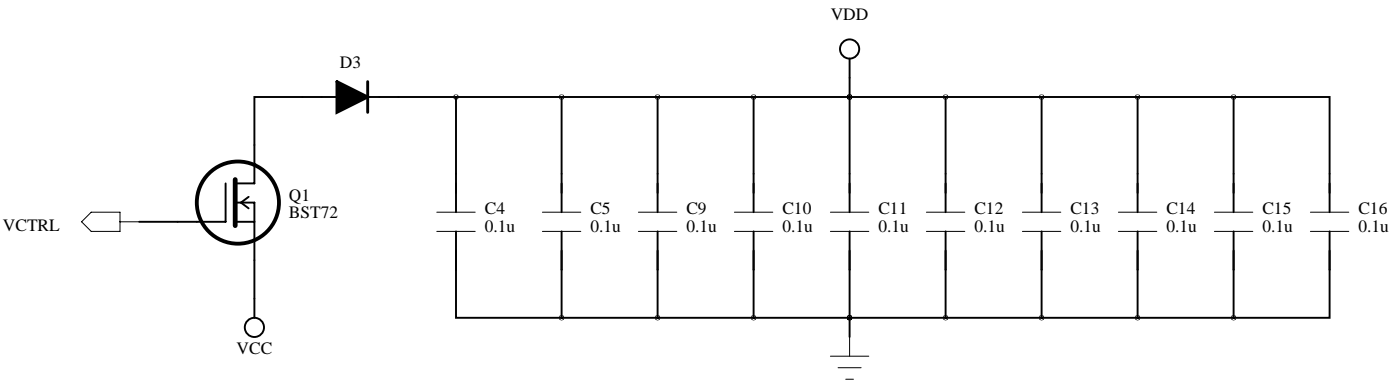 VDD
D3
Q1
BST72
VCTRL
VCC
C4
0.1u
C5
0.1u
C9
0.1u
C10
0.1u
C11
0.1u
C12
0.1u
C13
0.1u
C14
0.1u
C15
0.1u
C16
0.1u